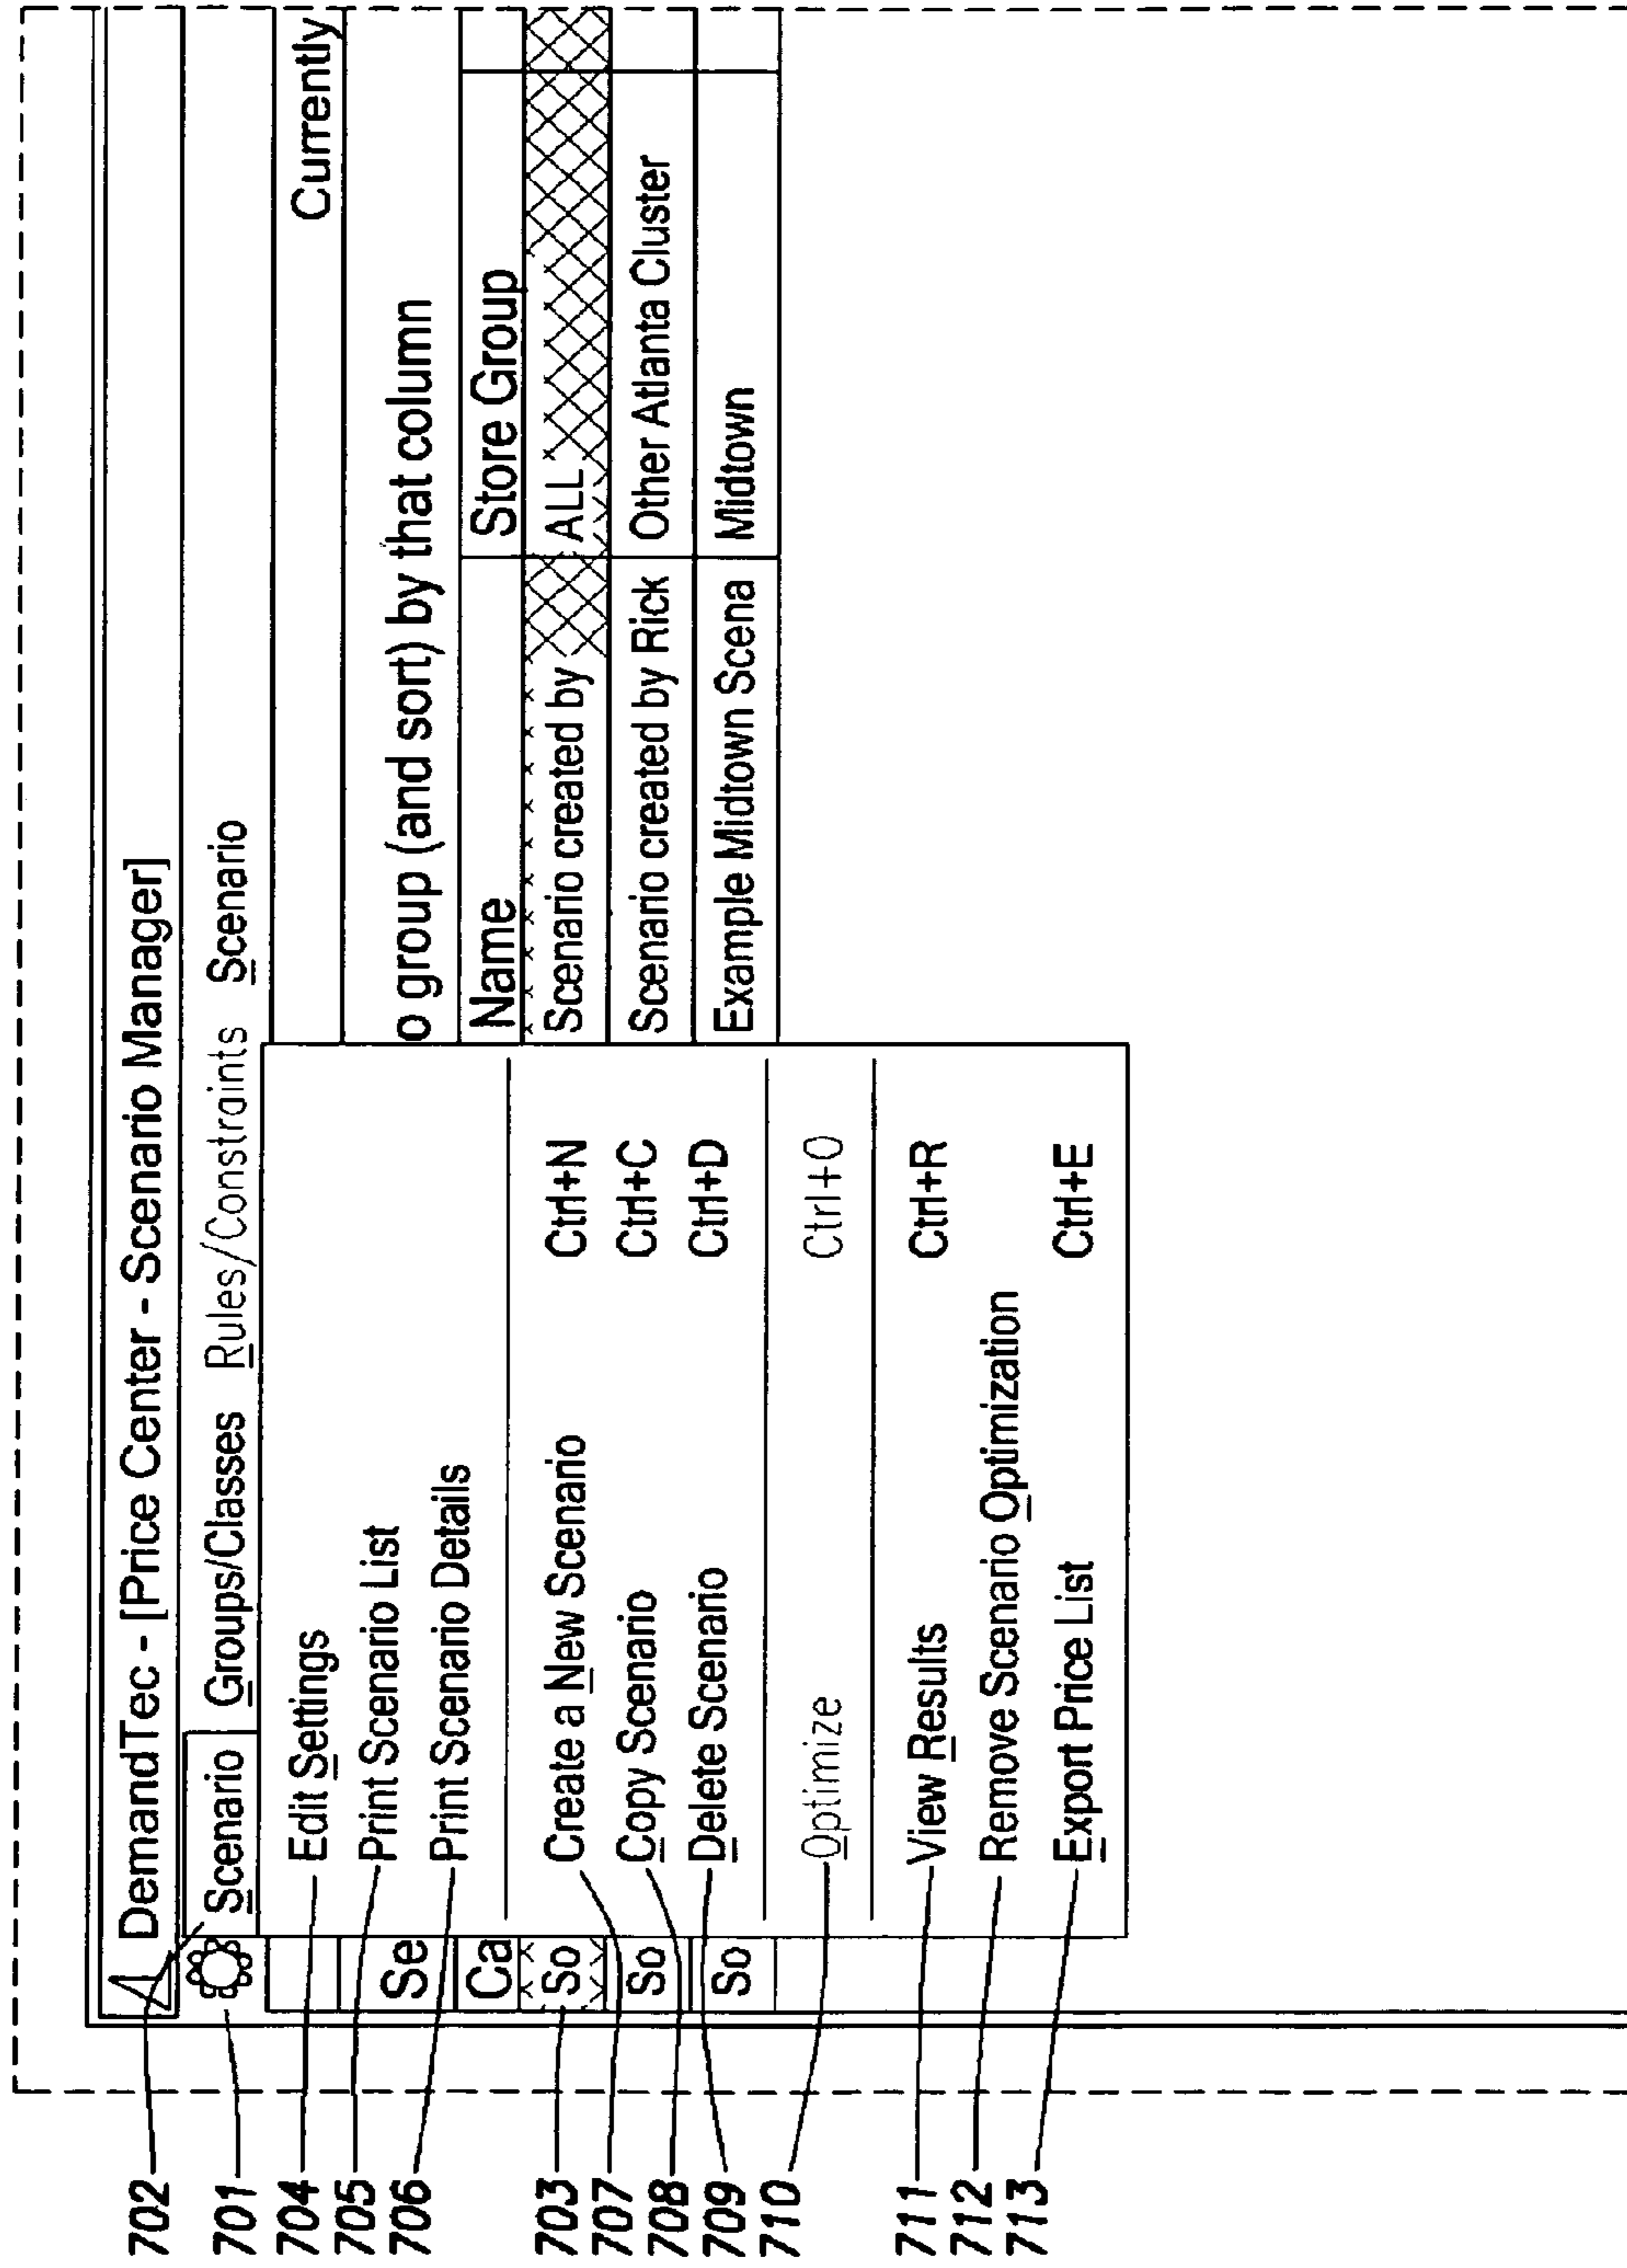 DemandTec - [Price Center - Scenario Manager]
Scenario Groups/Classes Rules/Constraints Scenario
Currently
Se
o group (and sort) by that column
Ca Name Store Group
So Scenario created by ALL
So Scenario created by Rick Other Atlanta Cluster
So Example Midtown Scena Midtown
Edit Settings
Print Scenario List
Print Scenario Details
Create a New Scenario Ctrl+N
Copy Scenario Ctrl+C
Delete Scenario Ctrl+D
Optimize Ctrl+O
View Results Ctrl+R
Remove Scenario Optimization
Export Price List Ctrl+E
702
701
704
705
706
703
707
708
709
710
711
712
713